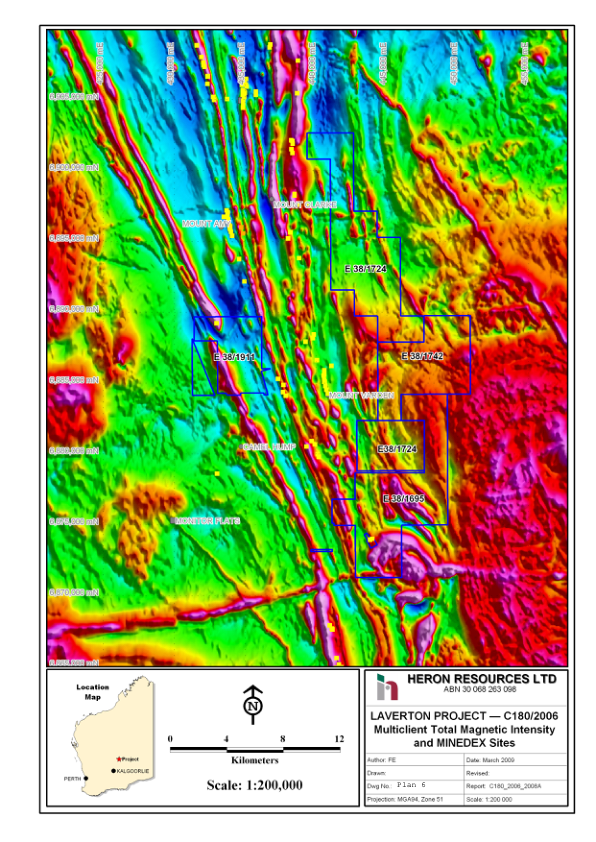 MOUNT CLARKE
MOUNT AMY
E 38/1724
E 38/1911
E 38/1742
MOUNT VARDEN
CAMEL HUMP
E38/1724
E 38/1695
MONITOR FLATS
Location
Map
Project
KALGOORLIE
PERTH
N
0 4 8 12
Kilometers
Scale: 1:200,000
HERON RESOURCES LTD
ABN 30 068 263 098
LAVERTON PROJECT — C180/2006
Multiclient Total Magnetic Intensity
and MINEDEX Sites
Author: FE
Date: March 2009
Drawn:
Revised:
Dwg No.: Plan 6
Report: C180_2006_2008A
Projection: MGA94, Zone 51
Scale: 1:200 000